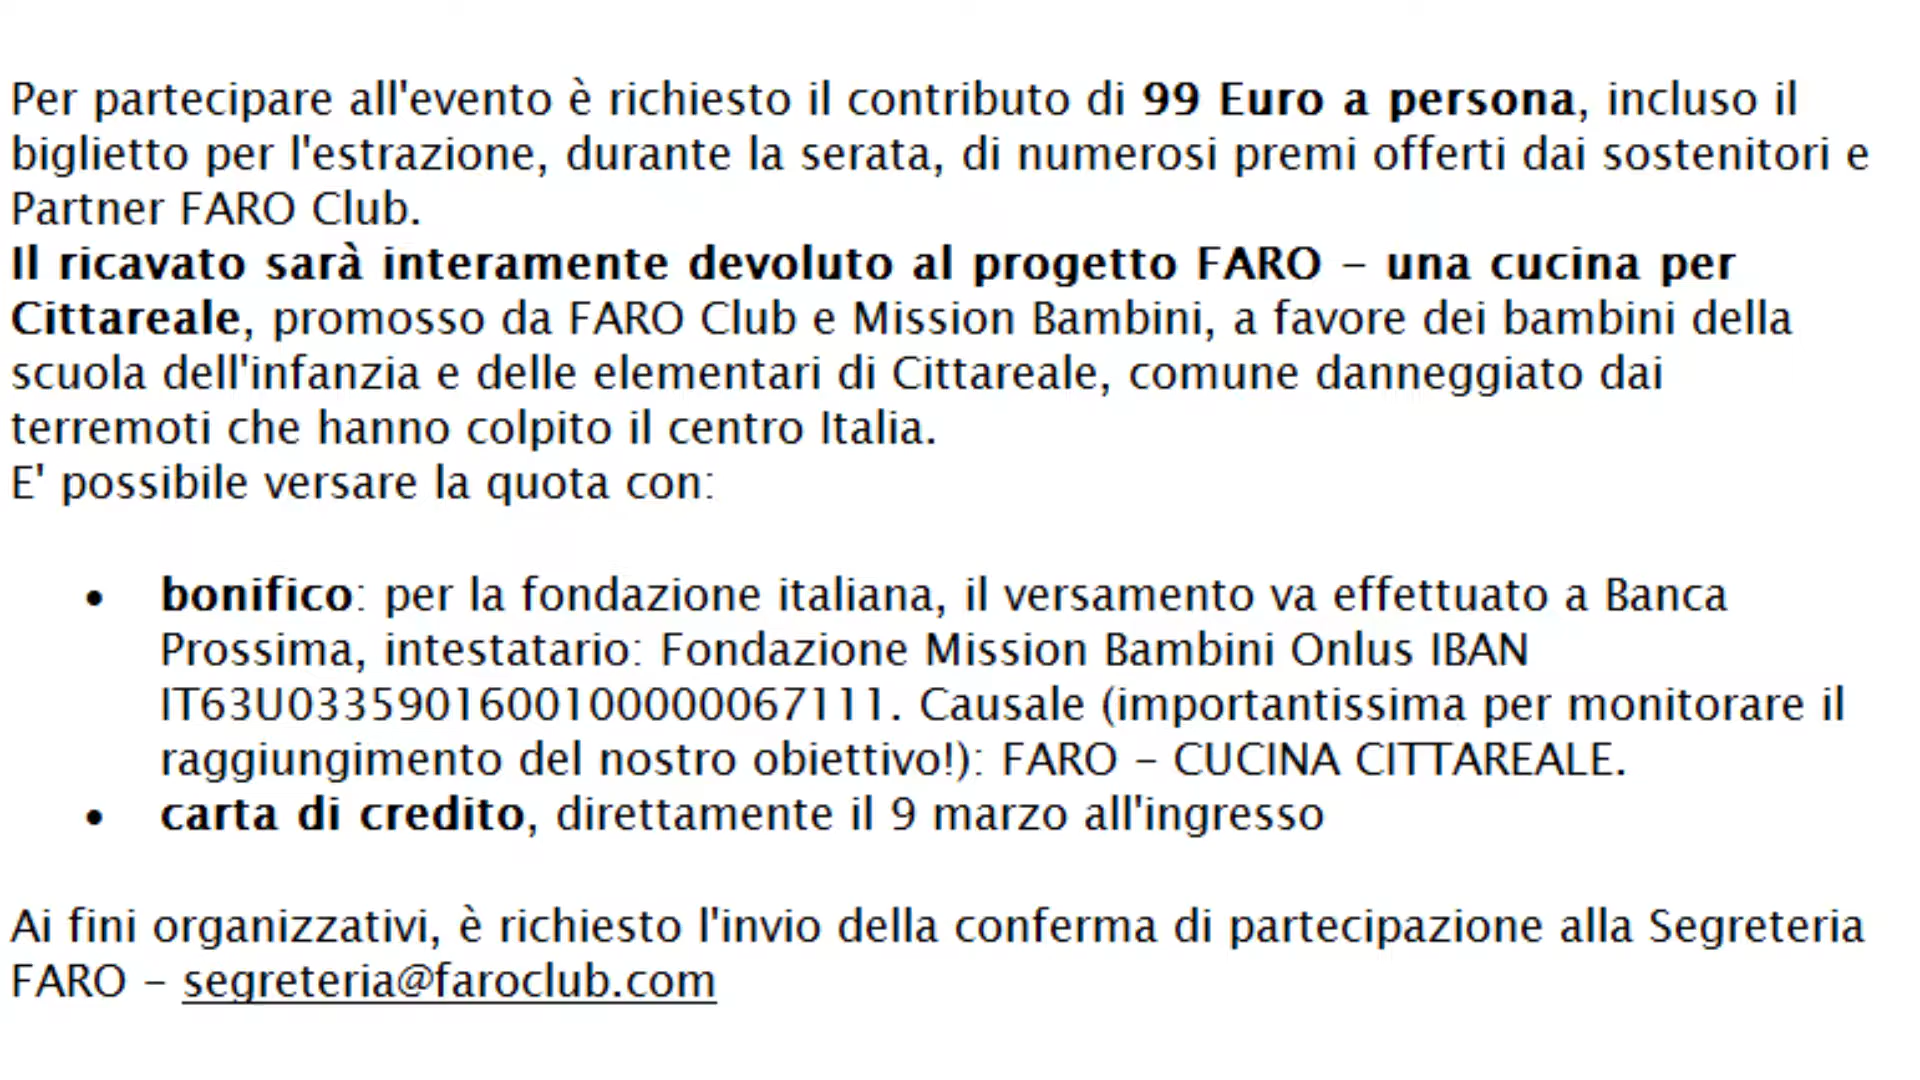 Per partecipare all'evento è richiesto il contributo di 99 Euro a persona, incluso il
biglietto per l'estrazione, durante la serata, di numerosi premi offerti dai sostenitori e
Partner FARO Club.
Il ricavato sarà interamente devoluto al progetto FARO – una cucina per
Cittareale, promosso da FARO Club e Mission Bambini, a favore dei bambini della
scuola dell'infanzia e delle elementari di Cittareale, comune danneggiato dai
terremoti che hanno colpito il centro Italia.
E' possibile versare la quota con:
• bonifico: per la fondazione italiana, il versamento va effettuato a Banca
Prossima, intestatario: Fondazione Mission Bambini Onlus IBAN
IT63U0335901600100000067111. Causale (importantissima per monitorare il
raggiungimento del nostro obiettivo!): FARO – CUCINA CITTAREALE.
• carta di credito, direttamente il 9 marzo all'ingresso
Ai fini organizzativi, è richiesto l'invio della conferma di partecipazione alla Segreteria
FARO – segreteria@faroclub.com